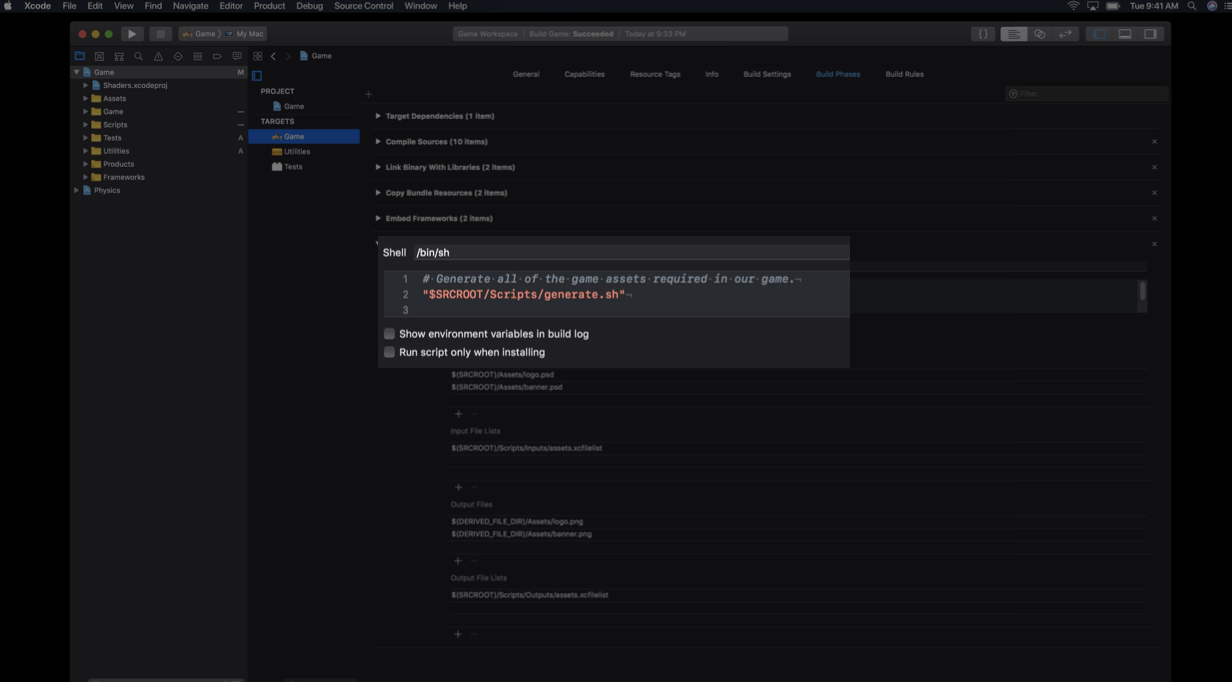 Xcode File Edit View Find Navigate Editor Product Debug Source Control Window Help Tue 9:41 AM
Game My Mac Game Workspace | Build Game: Succeeded | Today at 9:33 PM { }
Game
Game M
Shaders.xcodeproj
Assets
Game
Scripts
Tests A
Utilities A
Products
Frameworks
Physics
PROJECT
Game
TARGETS
Game
Utilities
Tests
General Capabilities Resource Tags Info Build Settings Build Phases Build Rules
Filter
Target Dependencies (1 item)
Compile Sources (10 items)
Link Binary With Libraries (2 items)
Copy Bundle Resources (2 items)
Embed Frameworks (2 items)
Shell /bin/sh
1 # Generate all of the game assets required in our game.¬
2 "$SRCROOT/Scripts/generate.sh"¬
3
Show environment variables in build log
Run script only when installing
$(SRCROOT)/Assets/logo.psd
$(SRCROOT)/Assets/banner.psd
Input File Lists
$(SRCROOT)/Scripts/Inputs/assets.xcfilelist
Output Files
$(DERIVED_FILE_DIR)/Assets/logo.png
$(DERIVED_FILE_DIR)/Assets/banner.png
Output File Lists
$(SRCROOT)/Scripts/Outputs/assets.xcfilelist